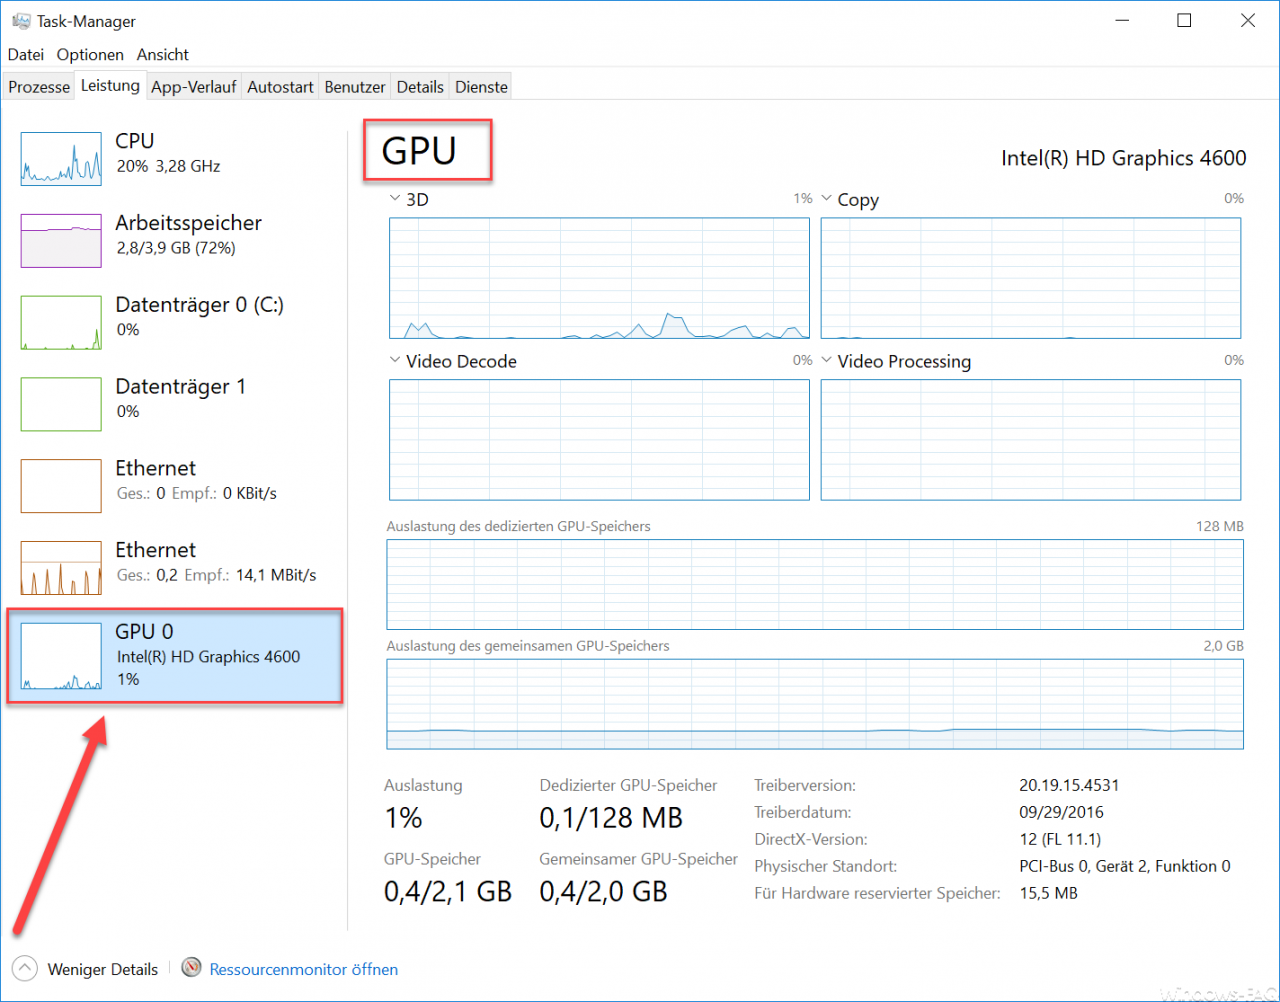 Task-Manager
Datei Optionen Ansicht
Prozesse Leistung App-Verlauf Autostart Benutzer Details Dienste
CPU
20% 3,28 GHz
Arbeitsspeicher
2,8/3,9 GB (72%)
Datenträger 0 (C:)
0%
Datenträger 1
0%
Ethernet
Ges.: 0 Empf.: 0 KBit/s
Ethernet
Ges.: 0,2 Empf.: 14,1 MBit/s
GPU 0
Intel(R) HD Graphics 4600
1%
GPU
Intel(R) HD Graphics 4600
3D 1%
Copy 0%
Video Decode 0%
Video Processing 0%
Auslastung des dedizierten GPU-Speichers 128 MB
Auslastung des gemeinsamen GPU-Speichers 2,0 GB
Auslastung
1%
Dedizierter GPU-Speicher
0,1/128 MB
GPU-Speicher
0,4/2,1 GB
Gemeinsamer GPU-Speicher
0,4/2,0 GB
Treiberversion: 20.19.15.4531
Treiberdatum: 09/29/2016
DirectX-Version: 12 (FL 11.1)
Physischer Standort: PCI-Bus 0, Gerät 2, Funktion 0
Für Hardware reservierter Speicher: 15,5 MB
Weniger Details
Ressourcenmonitor öffnen
Windows-FAQ